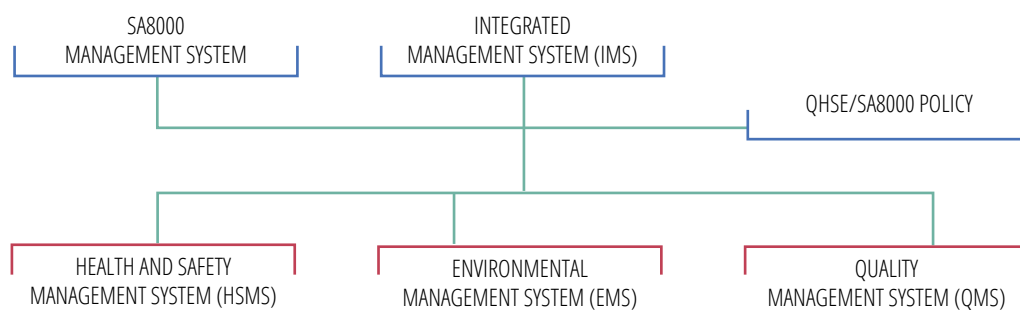 SA8000
MANAGEMENT SYSTEM
INTEGRATED
MANAGEMENT SYSTEM (IMS)
QHSE/SA8000 POLICY
HEALTH AND SAFETY
MANAGEMENT SYSTEM (HSMS)
ENVIRONMENTAL
MANAGEMENT SYSTEM (EMS)
QUALITY
MANAGEMENT SYSTEM (QMS)